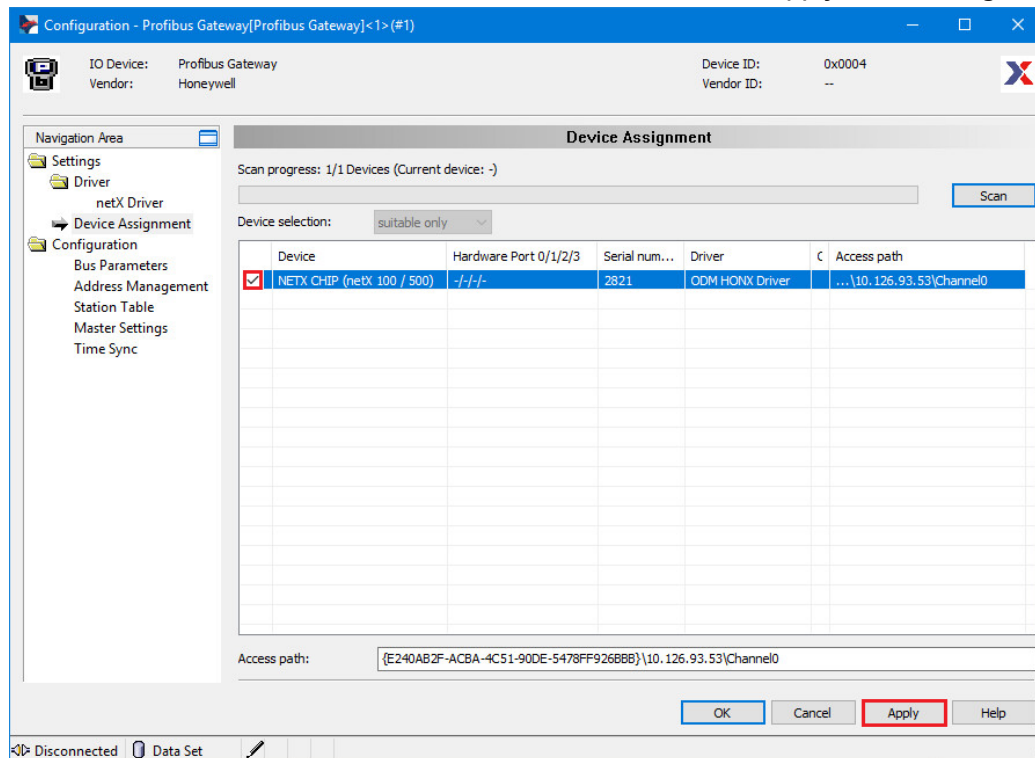 Configuration - Profibus Gateway[Profibus Gateway]<1>(#1)
IO Device: Profibus Gateway Device ID: 0x0004
Vendor: Honeywell Vendor ID: --
Navigation Area
Device Assignment
Settings
Driver
netX Driver
Device Assignment
Configuration
Bus Parameters
Address Management
Station Table
Master Settings
Time Sync
Scan progress: 1/1 Devices (Current device: -)
Scan
Device selection: suitable only
Device Hardware Port 0/1/2/3 Serial num... Driver C Access path
NETX CHIP (netX 100 / 500) -/-/-/- 2821 ODM HONX Driver ...\10.126.93.53\Channel0
Access path: {E240AB2F-ACBA-4C51-90DE-5478FF926BBB}\10.126.93.53\Channel0
OK Cancel Apply Help
Disconnected Data Set